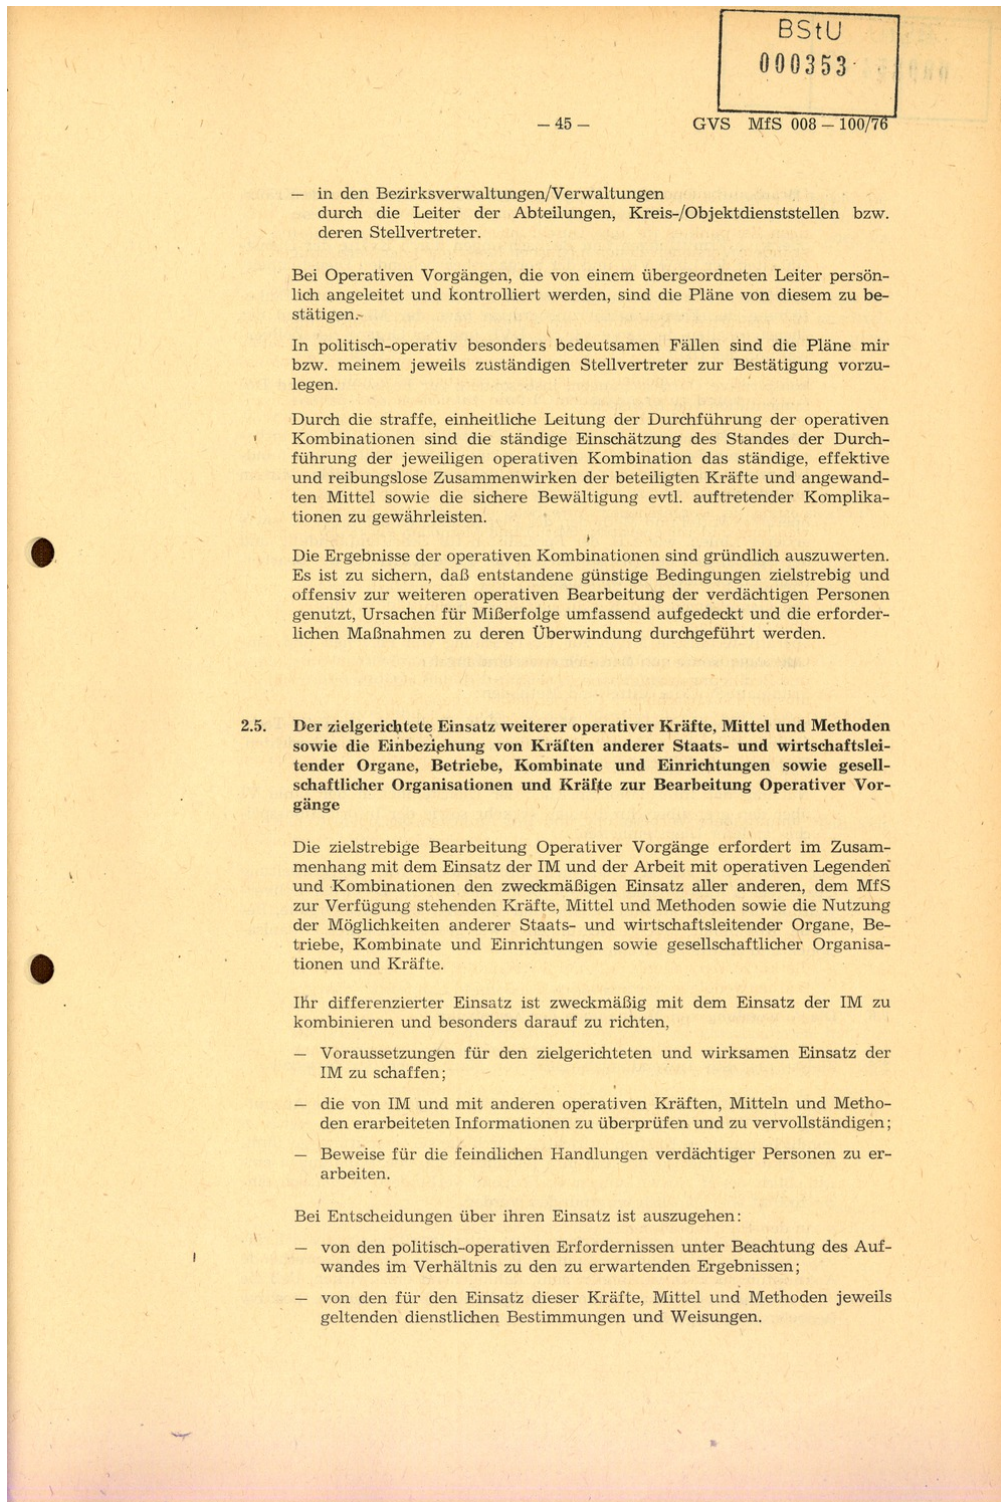 BStU
000353
— 45 —
GVS MfS 008 — 100/76
— in den Bezirksverwaltungen/Verwaltungen
durch die Leiter der Abteilungen, Kreis-/Objektdienststellen bzw.
deren Stellvertreter.
Bei Operativen Vorgängen, die von einem übergeordneten Leiter persön-
lich angeleitet und kontrolliert werden, sind die Pläne von diesem zu be-
stätigen.
In politisch-operativ besonders bedeutsamen Fällen sind die Pläne mir
bzw. meinem jeweils zuständigen Stellvertreter zur Bestätigung vorzu-
legen.
Durch die straffe, einheitliche Leitung der Durchführung der operativen
Kombinationen sind die ständige Einschätzung des Standes der Durch-
führung der jeweiligen operativen Kombination das ständige, effektive
und reibungslose Zusammenwirken der beteiligten Kräfte und angewand-
ten Mittel sowie die sichere Bewältigung evtl. auftretender Komplika-
tionen zu gewährleisten.
Die Ergebnisse der operativen Kombinationen sind gründlich auszuwerten.
Es ist zu sichern, daß entstandene günstige Bedingungen zielstrebig und
offensiv zur weiteren operativen Bearbeitung der verdächtigen Personen
genutzt, Ursachen für Mißerfolge umfassend aufgedeckt und die erforder-
lichen Maßnahmen zu deren Überwindung durchgeführt werden.
2.5. Der zielgerichtete Einsatz weiterer operativer Kräfte, Mittel und Methoden
sowie die Einbeziehung von Kräften anderer Staats- und wirtschaftslei-
tender Organe, Betriebe, Kombinate und Einrichtungen sowie gesell-
schaftlicher Organisationen und Kräfte zur Bearbeitung Operativer Vor-
gänge
Die zielstrebige Bearbeitung Operativer Vorgänge erfordert im Zusam-
menhang mit dem Einsatz der IM und der Arbeit mit operativen Legenden
und Kombinationen den zweckmäßigen Einsatz aller anderen, dem MfS
zur Verfügung stehenden Kräfte, Mittel und Methoden sowie die Nutzung
der Möglichkeiten anderer Staats- und wirtschaftsleitender Organe, Be-
triebe, Kombinate und Einrichtungen sowie gesellschaftlicher Organisa-
tionen und Kräfte.
Ihr differenzierter Einsatz ist zweckmäßig mit dem Einsatz der IM zu
kombinieren und besonders darauf zu richten,
— Voraussetzungen für den zielgerichteten und wirksamen Einsatz der
IM zu schaffen;
— die von IM und mit anderen operativen Kräften, Mitteln und Metho-
den erarbeiteten Informationen zu überprüfen und zu vervollständigen;
— Beweise für die feindlichen Handlungen verdächtiger Personen zu er-
arbeiten.
Bei Entscheidungen über ihren Einsatz ist auszugehen:
— von den politisch-operativen Erfordernissen unter Beachtung des Auf-
wandes im Verhältnis zu den zu erwartenden Ergebnissen;
— von den für den Einsatz dieser Kräfte, Mittel und Methoden jeweils
geltenden dienstlichen Bestimmungen und Weisungen.